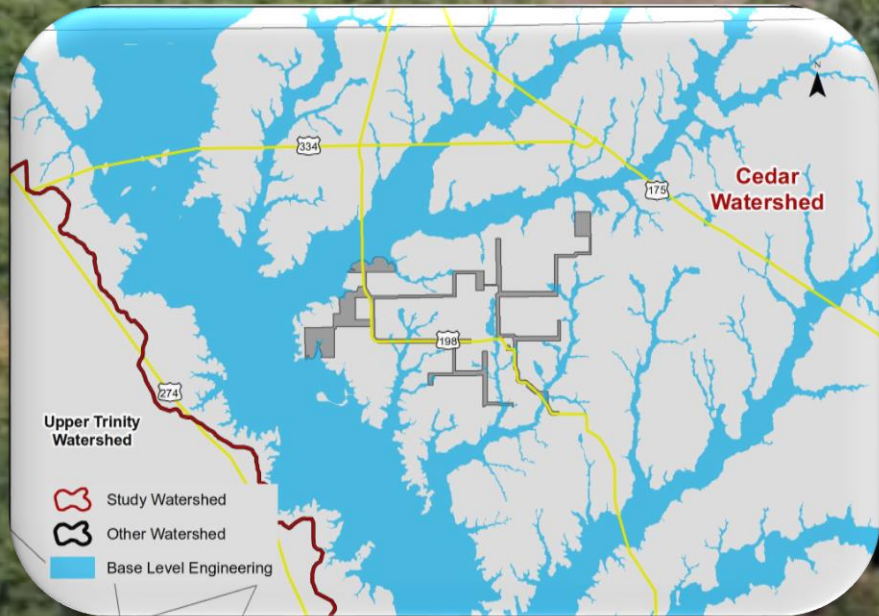 N
334
175
Cedar
Watershed
198
274
Upper Trinity
Watershed
Study Watershed
Other Watershed
Base Level Engineering